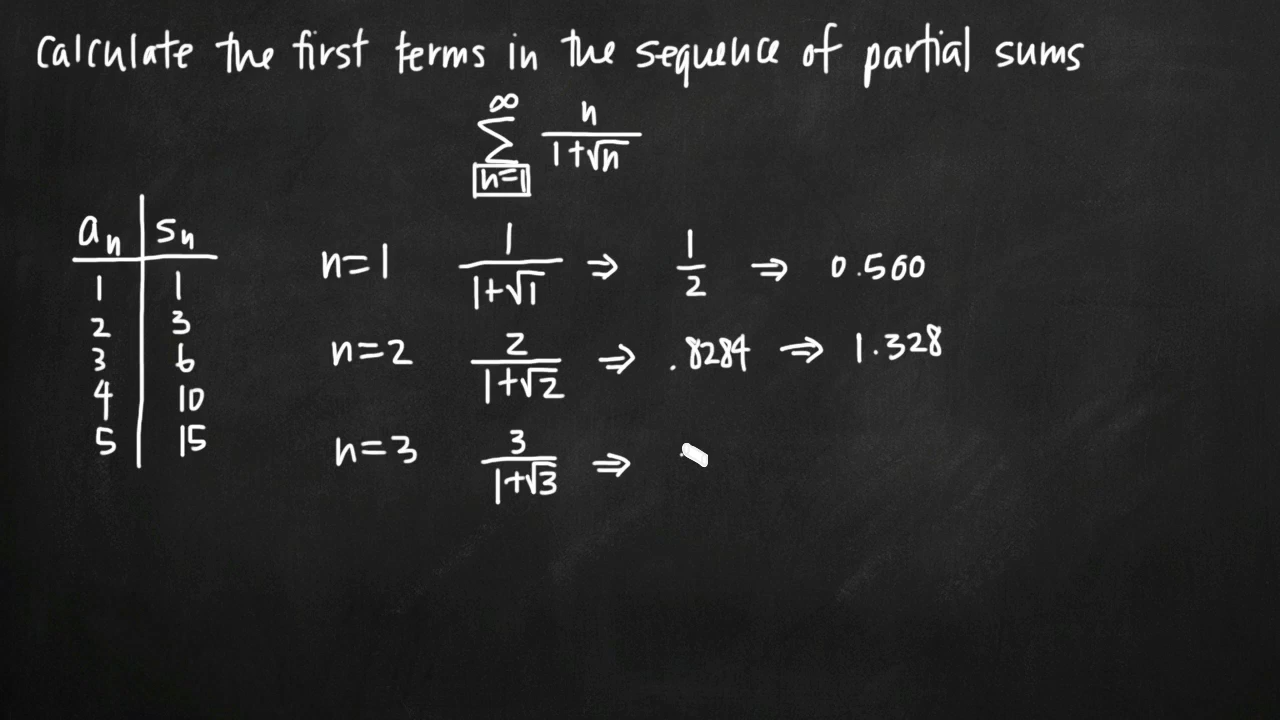 Calculate the first terms in the sequence of partial sums
∞
∑ n/(1+√n)
n=1
aₙ | sₙ
1 | 1
2 | 3
3 | 6
4 | 10
5 | 15
n=1 1/(1+√1) ⇒ 1/2 ⇒ 0.500
n=2 2/(1+√2) ⇒ .8284 ⇒ 1.328
n=3 3/(1+√3) ⇒ .